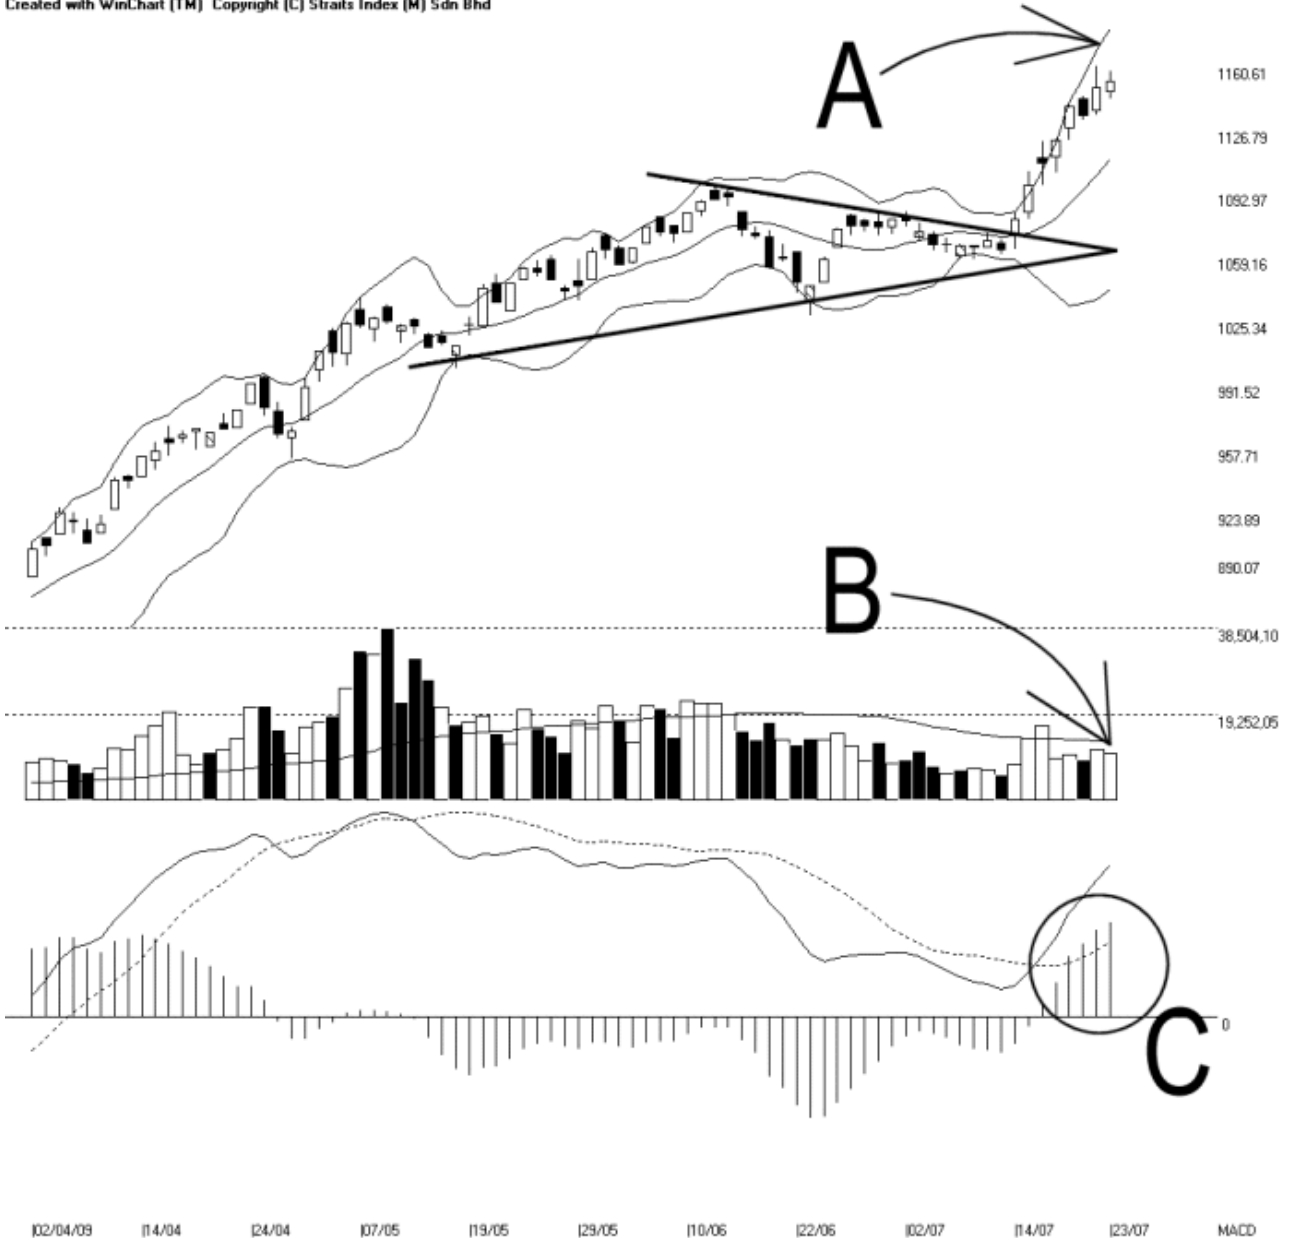 Created with WinChart (TM) Copyright (C) Straits Index (M) Sdn Bhd
A
1160.61
1126.79
1092.97
1059.16
1025.34
991.52
957.71
923.89
890.07
B
38,504,10
19,252,05
0
C
|02/04/09 |14/04 |24/04 |07/05 |19/05 |29/05 |10/06 |22/06 |02/07 |14/07 |23/07 MACD